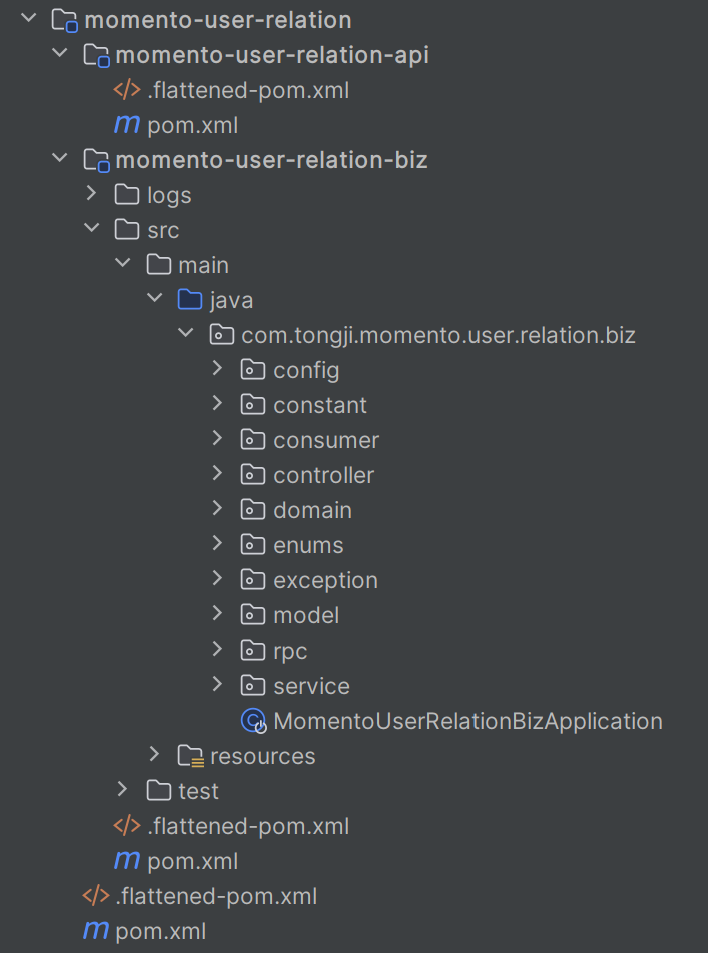 momento-user-relation
momento-user-relation-api
.flattened-pom.xml
pom.xml
momento-user-relation-biz
logs
src
main
java
com.tongji.momento.user.relation.biz
config
constant
consumer
controller
domain
enums
exception
model
rpc
service
MomentoUserRelationBizApplication
resources
test
.flattened-pom.xml
pom.xml
.flattened-pom.xml
pom.xml